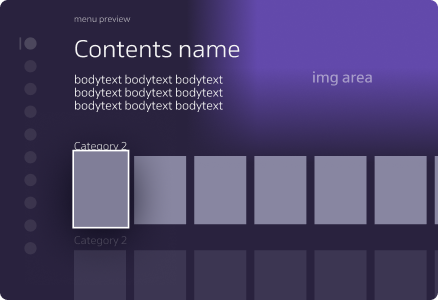 menu preview
Contents name
bodytext bodytext bodytext
bodytext bodytext bodytext
bodytext bodytext bodytext
img area
Category 2
Category 2